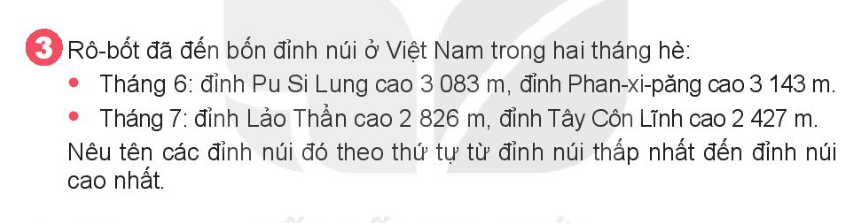 3 Rô-bốt đã đến bốn đỉnh núi ở Việt Nam trong hai tháng hè:
• Tháng 6: đỉnh Pu Si Lung cao 3 083 m, đỉnh Phan-xi-păng cao 3 143 m.
• Tháng 7: đỉnh Lảo Thẩn cao 2 826 m, đỉnh Tây Côn Lĩnh cao 2 427 m.
Nêu tên các đỉnh núi đó theo thứ tự từ đỉnh núi thấp nhất đến đỉnh núi
cao nhất.